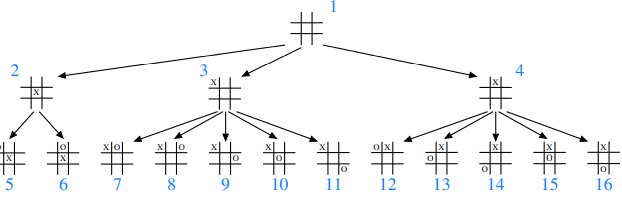 1
2 3 4
x x x
o x o x o x o x x x o x x x x x
x x o o o o o
o o o
5 6 7 8 9 10 11 12 13 14 15 16